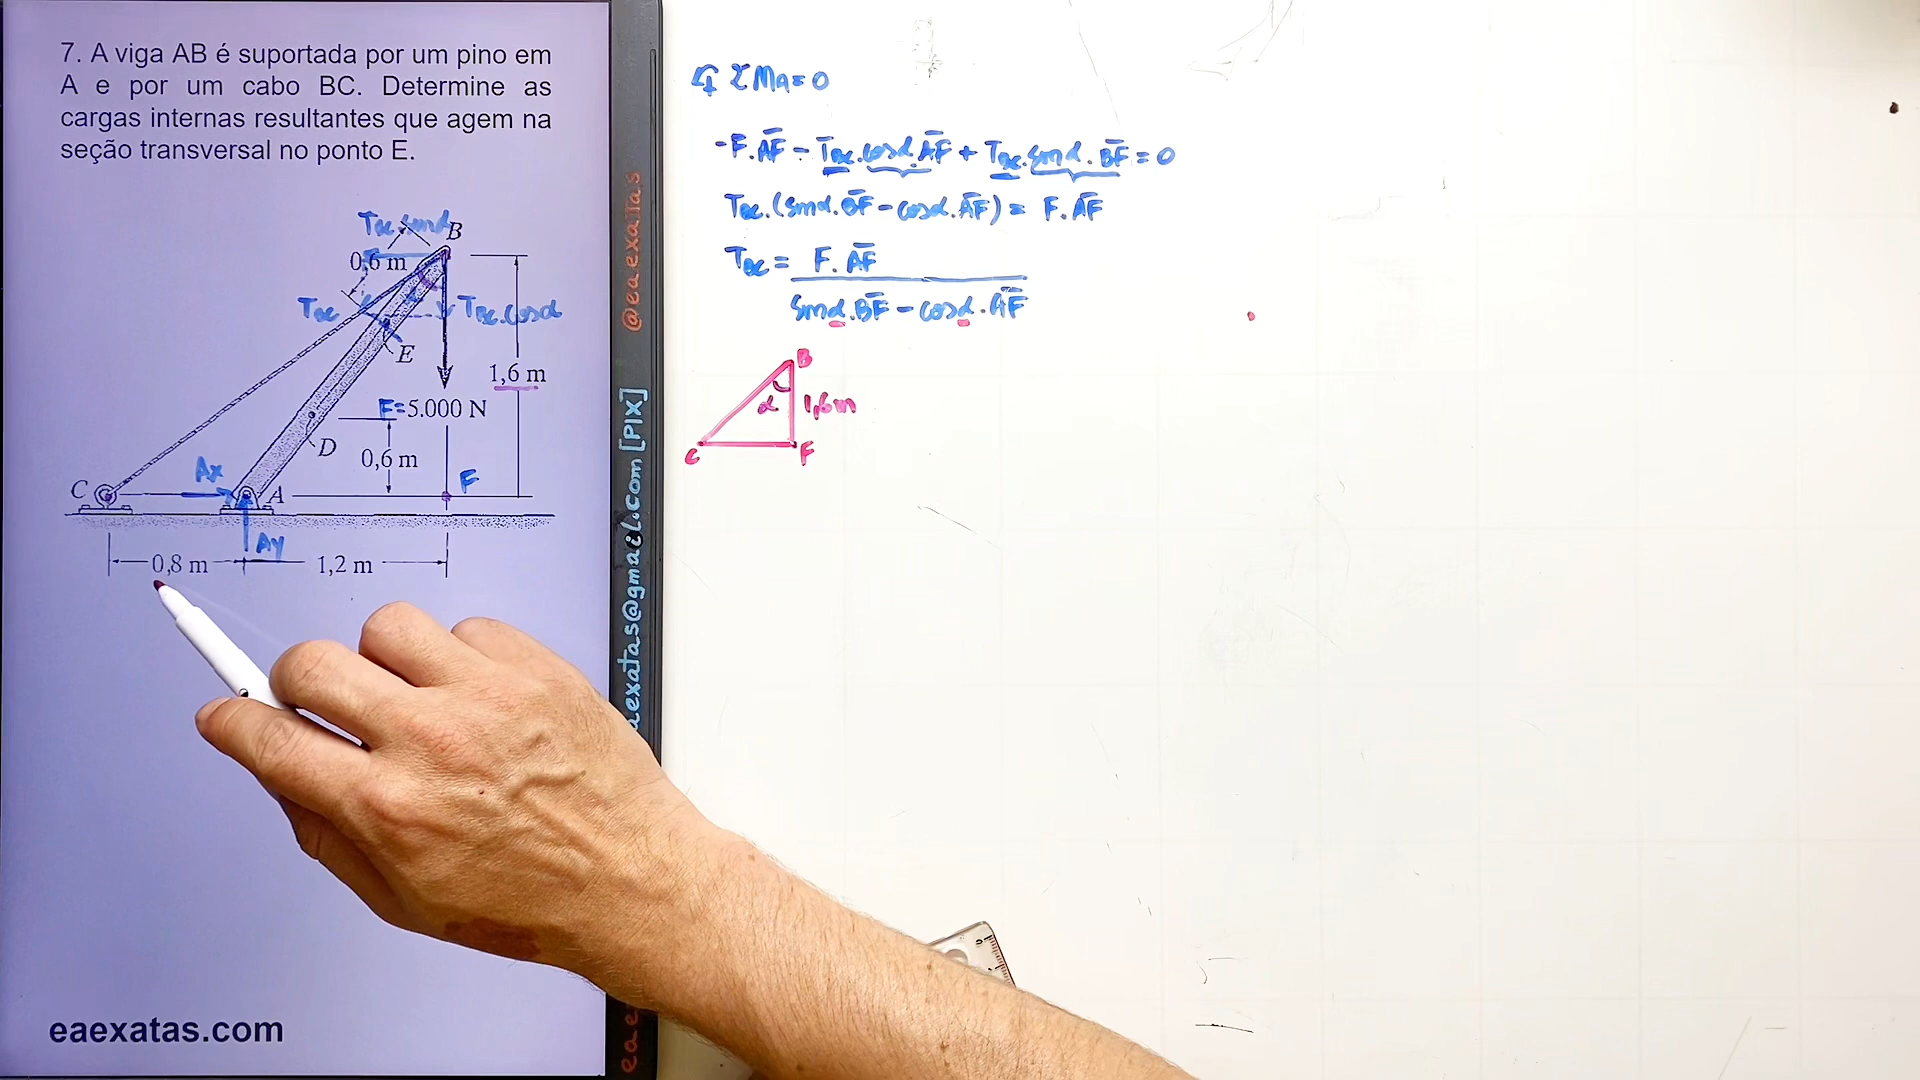 7. A viga AB é suportada por um pino em
A e por um cabo BC. Determine as
cargas internas resultantes que agem na
seção transversal no ponto E.
TBC senα
B
0,6 m
TBC
TBC.cosα
E
1,6 m
F=5.000 N
D
0,6 m
Ax
F
C
A
Ay
0,8 m
1,2 m
eaexatas.com
@eaexatas
eaexatas@gmail.com [PIX]
ΣMA=0
-F.AF - TBC.cosα.AF + TBC.senα.BF = 0
TBC.(senα.BF - cosα.AF) = F.AF
TBC = F.AF
senα.BF - cosα.AF
B
α
1,6m
C
F